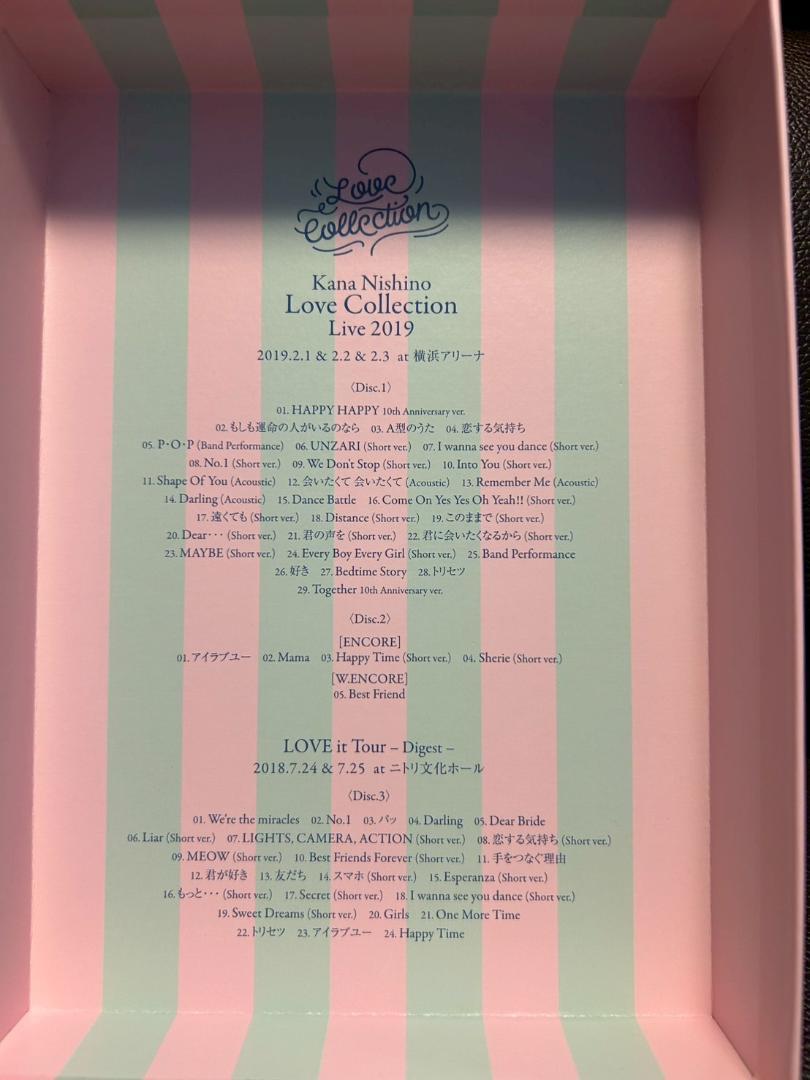 Love
Collection
Kana Nishino
Love Collection
Live 2019
2019.2.1 & 2.2 & 2.3 at 横浜アリーナ
〈Disc.1〉
01. HAPPY HAPPY 10th Anniversary ver.
02. もしも運命の人がいるのなら 03. A型のうた 04. 恋する気持ち
05. P・O・P (Band Performance) 06. UNZARI (Short ver.) 07. I wanna see you dance (Short ver.)
08. No.1 (Short ver.) 09. We Don't Stop (Short ver.) 10. Into You (Short ver.)
11. Shape Of You (Acoustic) 12. 会いたくて 会いたくて (Acoustic) 13. Remember Me (Acoustic)
14. Darling (Acoustic) 15. Dance Battle 16. Come On Yes Yes Oh Yeah!! (Short ver.)
17. 遠くても (Short ver.) 18. Distance (Short ver.) 19. このままで (Short ver.)
20. Dear・・・ (Short ver.) 21. 君の声を (Short ver.) 22. 君に会いたくなるから (Short ver.)
23. MAYBE (Short ver.) 24. Every Boy Every Girl (Short ver.) 25. Band Performance
26. 好き 27. Bedtime Story 28. トリセツ
29. Together 10th Anniversary ver.
〈Disc.2〉
[ENCORE]
01. アイラブユー 02. Mama 03. Happy Time (Short ver.) 04. Sherie (Short ver.)
[W.ENCORE]
05. Best Friend
LOVE it Tour – Digest –
2018.7.24 & 7.25 at ニトリ文化ホール
〈Disc.3〉
01. We're the miracles 02. No.1 03. パッ 04. Darling 05. Dear Bride
06. Liar (Short ver.) 07. LIGHTS, CAMERA, ACTION (Short ver.) 08. 恋する気持ち (Short ver.)
09. MEOW (Short ver.) 10. Best Friends Forever (Short ver.) 11. 手をつなぐ理由
12. 君が好き 13. 友だち 14. スマホ (Short ver.) 15. Esperanza (Short ver.)
16. もっと・・・ (Short ver.) 17. Secret (Short ver.) 18. I wanna see you dance (Short ver.)
19. Sweet Dreams (Short ver.) 20. Girls 21. One More Time
22. トリセツ 23. アイラブユー 24. Happy Time